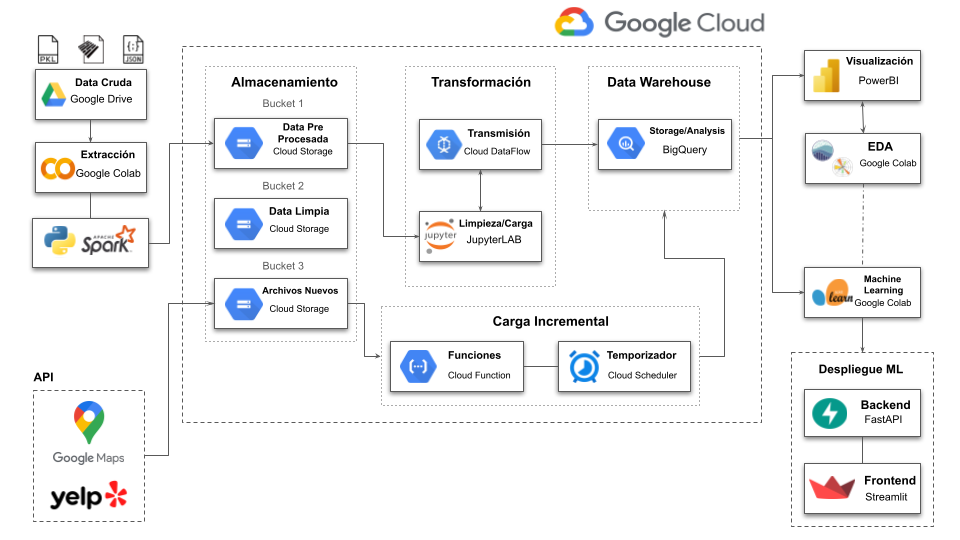 Google Cloud
PKL
{:}
JSON
Data Cruda
Google Drive
Extracción
Google Colab
APACHE
Spark
API
Google Maps
yelp
Almacenamiento
Bucket 1
Data Pre
Procesada
Cloud Storage
Bucket 2
Data Limpia
Cloud Storage
Bucket 3
Archivos Nuevos
Cloud Storage
Transformación
Transmisión
Cloud DataFlow
jupyter
Limpieza/Carga
JupyterLAB
Data Warehouse
Storage/Analysis
BigQuery
Carga Incremental
Funciones
Cloud Function
Temporizador
Cloud Scheduler
Visualización
PowerBI
EDA
Google Colab
learn
Machine
Learning
Google Colab
Despliegue ML
Backend
FastAPI
Frontend
Streamlit